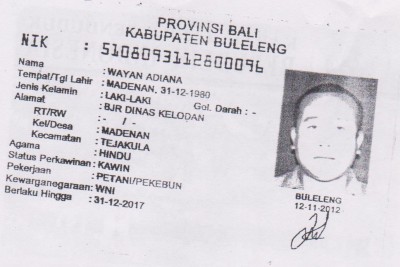 PROVINSI BALI
KABUPATEN BULELENG
NIK : 5108093112800096
Nama : WAYAN ADIANA
Tempat/Tgl Lahir : MADENAN, 31-12-1980
Jenis Kelamin : LAKI-LAKI Gol. Darah : -
Alamat : BJR DINAS KELODAN
RT/RW : - / -
Kel/Desa : MADENAN
Kecamatan : TEJAKULA
Agama : HINDU
Status Perkawinan : KAWIN
Pekerjaan : PETANI/PEKEBUN
Kewarganegaraan : WNI
Berlaku Hingga : 31-12-2017
BULELENG
12-11-2012